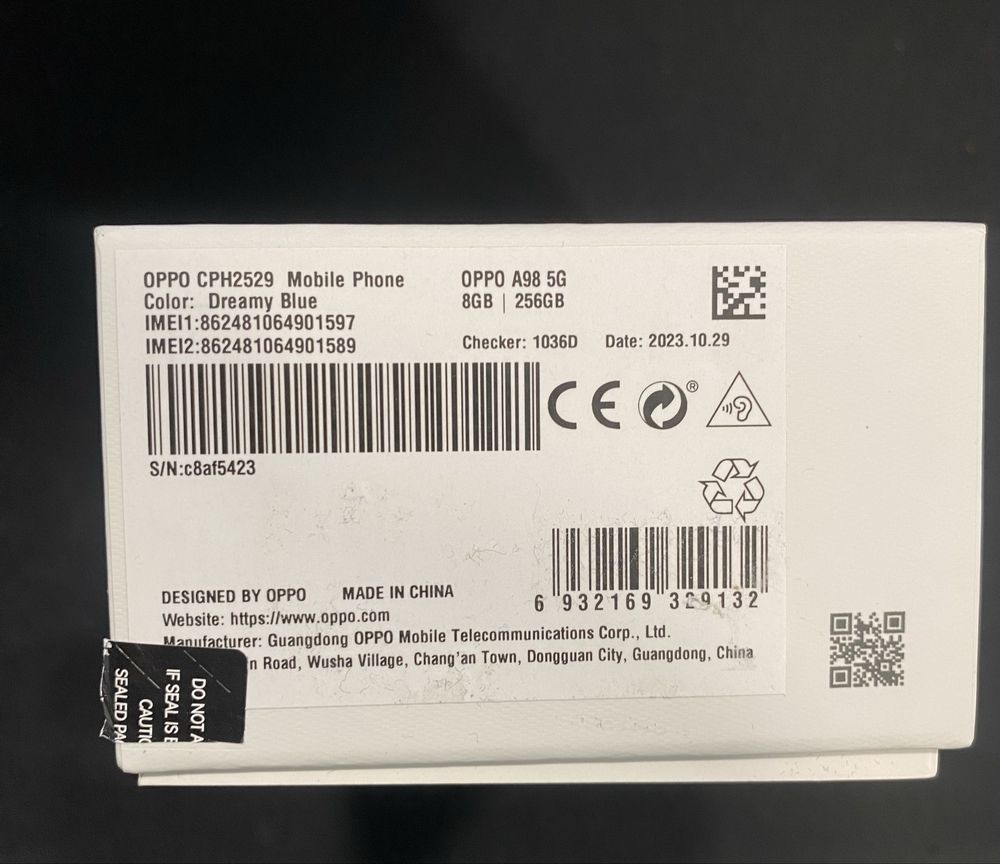 OPPO CPH2529 Mobile Phone
OPPO A98 5G
Color: Dreamy Blue
8GB | 256GB
IMEI1:862481064901597
IMEI2:862481064901589
Checker: 1036D
Date: 2023.10.29
CE
®
S/N:c8af5423
6 932169 329132
DESIGNED BY OPPO MADE IN CHINA
Website: https://www.oppo.com
Manufacturer: Guangdong OPPO Mobile Telecommunications Corp., Ltd.
Road, Wusha Village, Chang'an Town, Dongguan City, Guangdong, China
DO NOT
IF SEAL IS
SEALED